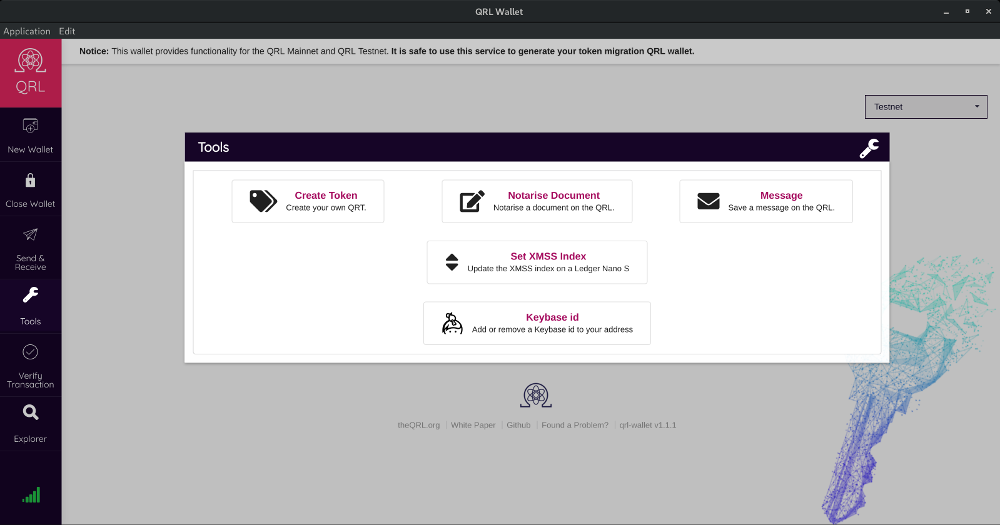 QRL Wallet
Application Edit
QRL
Notice: This wallet provides functionality for the QRL Mainnet and QRL Testnet. It is safe to use this service to generate your token migration QRL wallet.
Testnet
New Wallet
Close Wallet
Send &
Receive
Tools
Verify
Transaction
Explorer
Tools
Create Token
Create your own QRT.
Notarise Document
Notarise a document on the QRL.
Message
Save a message on the QRL.
Set XMSS Index
Update the XMSS index on a Ledger Nano S
Keybase id
Add or remove a Keybase id to your address
theQRL.org White Paper Github Found a Problem? qrl-wallet v1.1.1